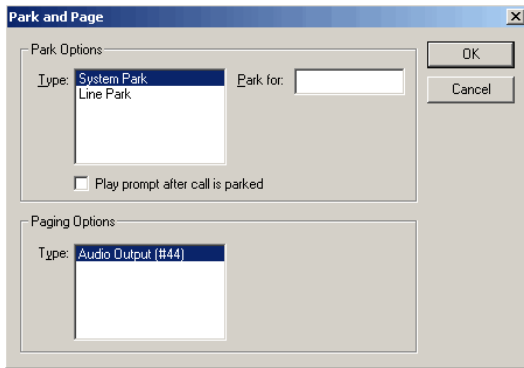 Park and Page
Park Options
Type:
System Park
Line Park
Park for:
Play prompt after call is parked
Paging Options
Type:
Audio Output (#44)
OK
Cancel